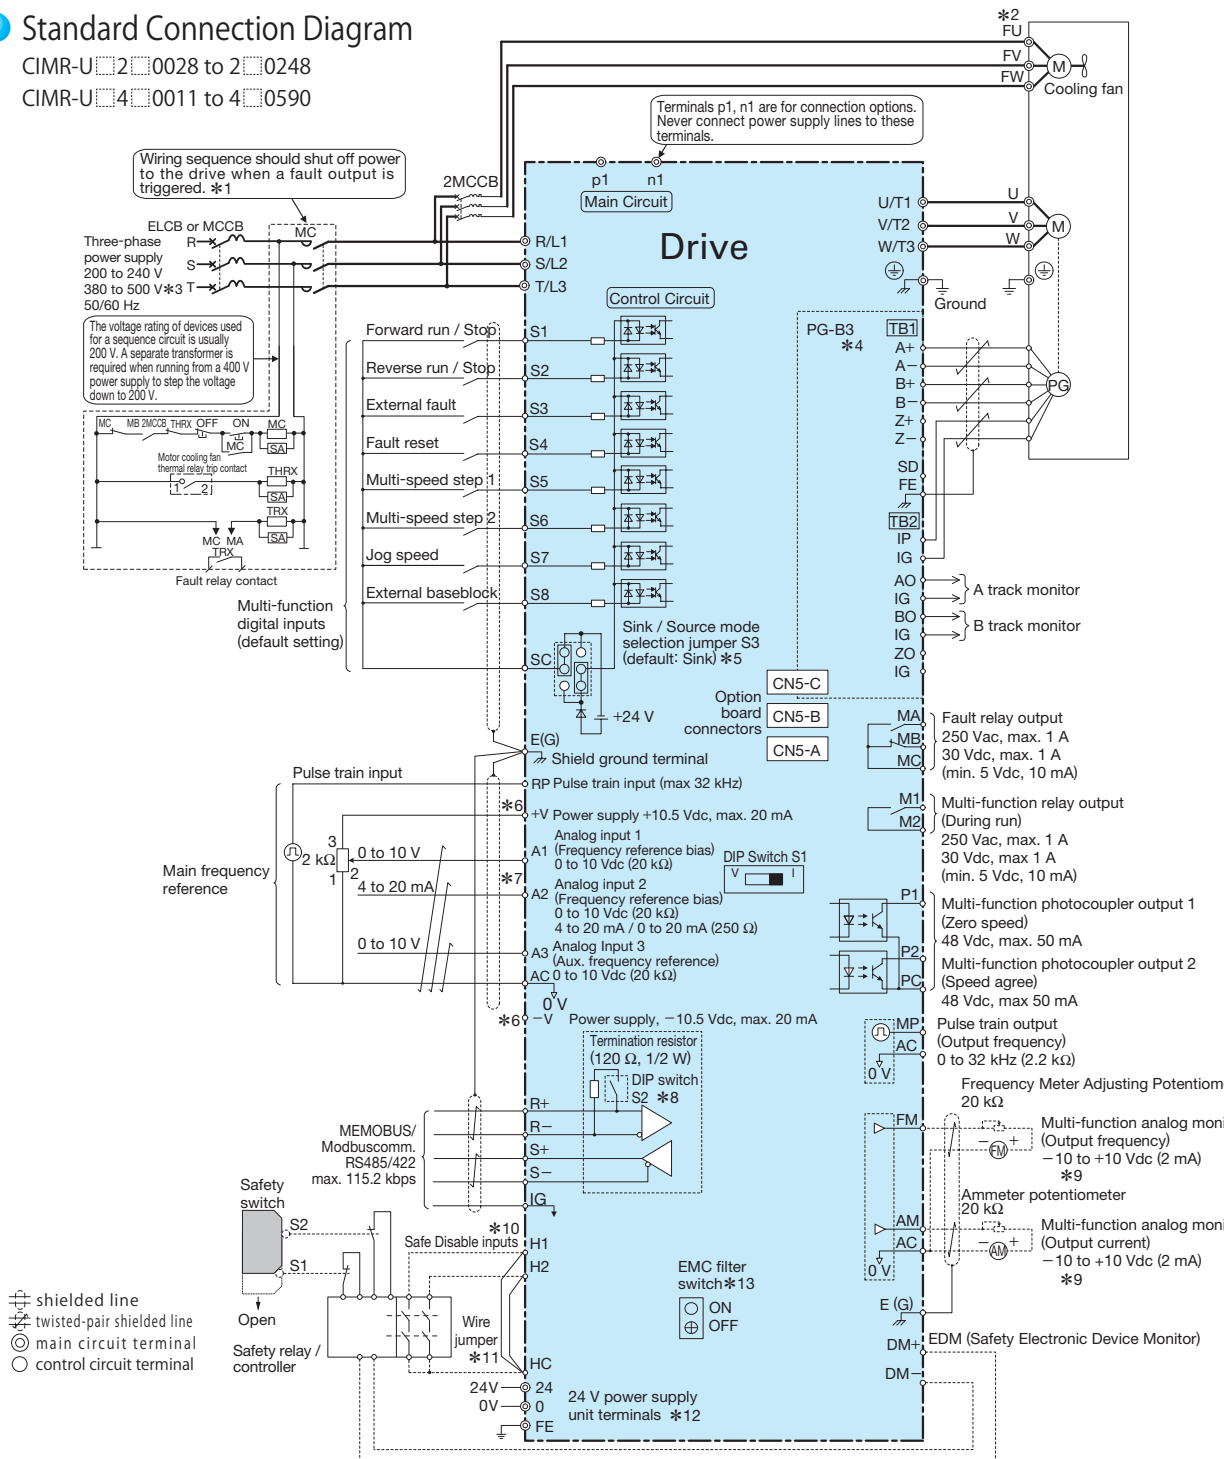 Standard Connection Diagram
CIMR-U□2□0028 to 2□0248
CIMR-U□4□0011 to 4□0590
*2
FU
FV
FW
M
Cooling fan
Terminals p1, n1 are for connection options.
Never connect power supply lines to these
terminals.
Wiring sequence should shut off power
to the drive when a fault output is
triggered. *1
2MCCB
p1
n1
Main Circuit
Drive
ELCB or MCCB
MC
Three-phase
power supply
200 to 240 V
380 to 500 V*3
50/60 Hz
R
S
T
R/L1
S/L2
T/L3
U/T1
V/T2
W/T3
U
V
W
M
Ground
The voltage rating of devices used
for a sequence circuit is usually
200 V. A separate transformer is
required when running from a 400 V
power supply to step the voltage
down to 200 V.
MC
MB
2MCCB
THRX
OFF
ON
MC
MC
SA
Motor cooling fan
thermal relay trip contact
1
2
THRX
SA
TRX
SA
MC
MA
TRX
Fault relay contact
Control Circuit
Forward run / Stop
S1
Reverse run / Stop
S2
External fault
S3
Fault reset
S4
Multi-speed step 1
S5
Multi-speed step 2
S6
Jog speed
S7
External baseblock
S8
Multi-function
digital inputs
(default setting)
SC
Sink / Source mode
selection jumper S3
(default: Sink) *5
+24 V
PG-B3
*4
TB1
A+
A−
B+
B−
Z+
Z−
PG
SD
FE
TB2
IP
IG
AO
IG
A track monitor
BO
IG
B track monitor
ZO
IG
CN5-C
Option
board
connectors
CN5-B
CN5-A
MA
MB
MC
Fault relay output
250 Vac, max. 1 A
30 Vdc, max. 1 A
(min. 5 Vdc, 10 mA)
M1
M2
Multi-function relay output
(During run)
250 Vac, max. 1 A
30 Vdc, max 1 A
(min. 5 Vdc, 10 mA)
E(G)
Shield ground terminal
Pulse train input
RP Pulse train input (max 32 kHz)
*6
+V Power supply +10.5 Vdc, max. 20 mA
Main frequency
reference
3
2 kΩ
2
1
0 to 10 V
A1
Analog input 1
(Frequency reference bias)
0 to 10 Vdc (20 kΩ)
*7
4 to 20 mA
A2
Analog input 2
(Frequency reference bias)
0 to 10 Vdc (20 kΩ)
4 to 20 mA / 0 to 20 mA (250 Ω)
0 to 10 V
A3
Analog Input 3
(Aux. frequency reference)
AC 0 to 10 Vdc (20 kΩ)
0 V
*6
−V
Power supply, −10.5 Vdc, max. 20 mA
DIP Switch S1
V
I
P1
Multi-function photocoupler output 1
(Zero speed)
48 Vdc, max. 50 mA
P2
PC
Multi-function photocoupler output 2
(Speed agree)
48 Vdc, max 50 mA
MP
AC
0 V
Pulse train output
(Output frequency)
0 to 32 kHz (2.2 kΩ)
Frequency Meter Adjusting Potentiom
20 kΩ
Termination resistor
(120 Ω, 1/2 W)
DIP switch
S2 *8
MEMOBUS/
Modbuscomm.
RS485/422
max. 115.2 kbps
R+
R−
S+
S−
IG
FM
− +
FM
Multi-function analog moni
(Output frequency)
−10 to +10 Vdc (2 mA)
*9
Ammeter potentiometer
20 kΩ
AM
AC
0 V
− +
AM
Multi-function analog moni
(Output current)
−10 to +10 Vdc (2 mA)
*9
E (G)
Safety
switch
S2
S1
Open
*10
Safe Disable inputs
H1
H2
EMC filter
switch*13
ON
OFF
Wire
jumper
*11
HC
Safety relay /
controller
DM+
EDM (Safety Electronic Device Monitor)
DM−
24V
24
0V
0
FE
24 V power supply
unit terminals *12
shielded line
twisted-pair shielded line
main circuit terminal
control circuit terminal